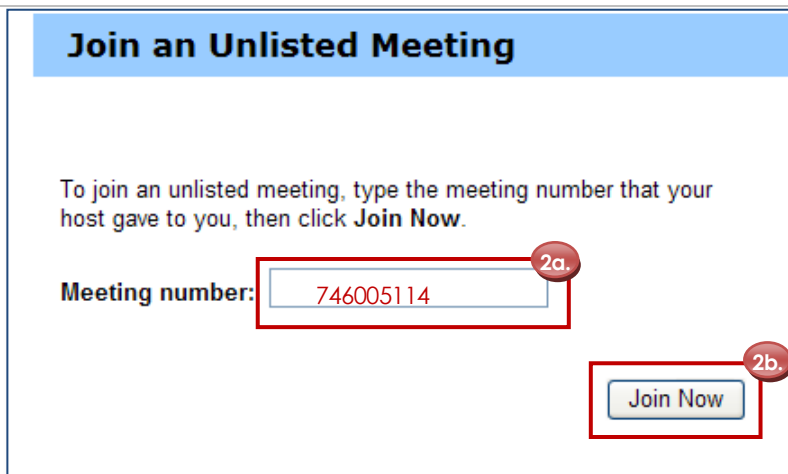 Join an Unlisted Meeting
To join an unlisted meeting, type the meeting number that your
host gave to you, then click Join Now.
2a.
Meeting number: 746005114
2b.
Join Now